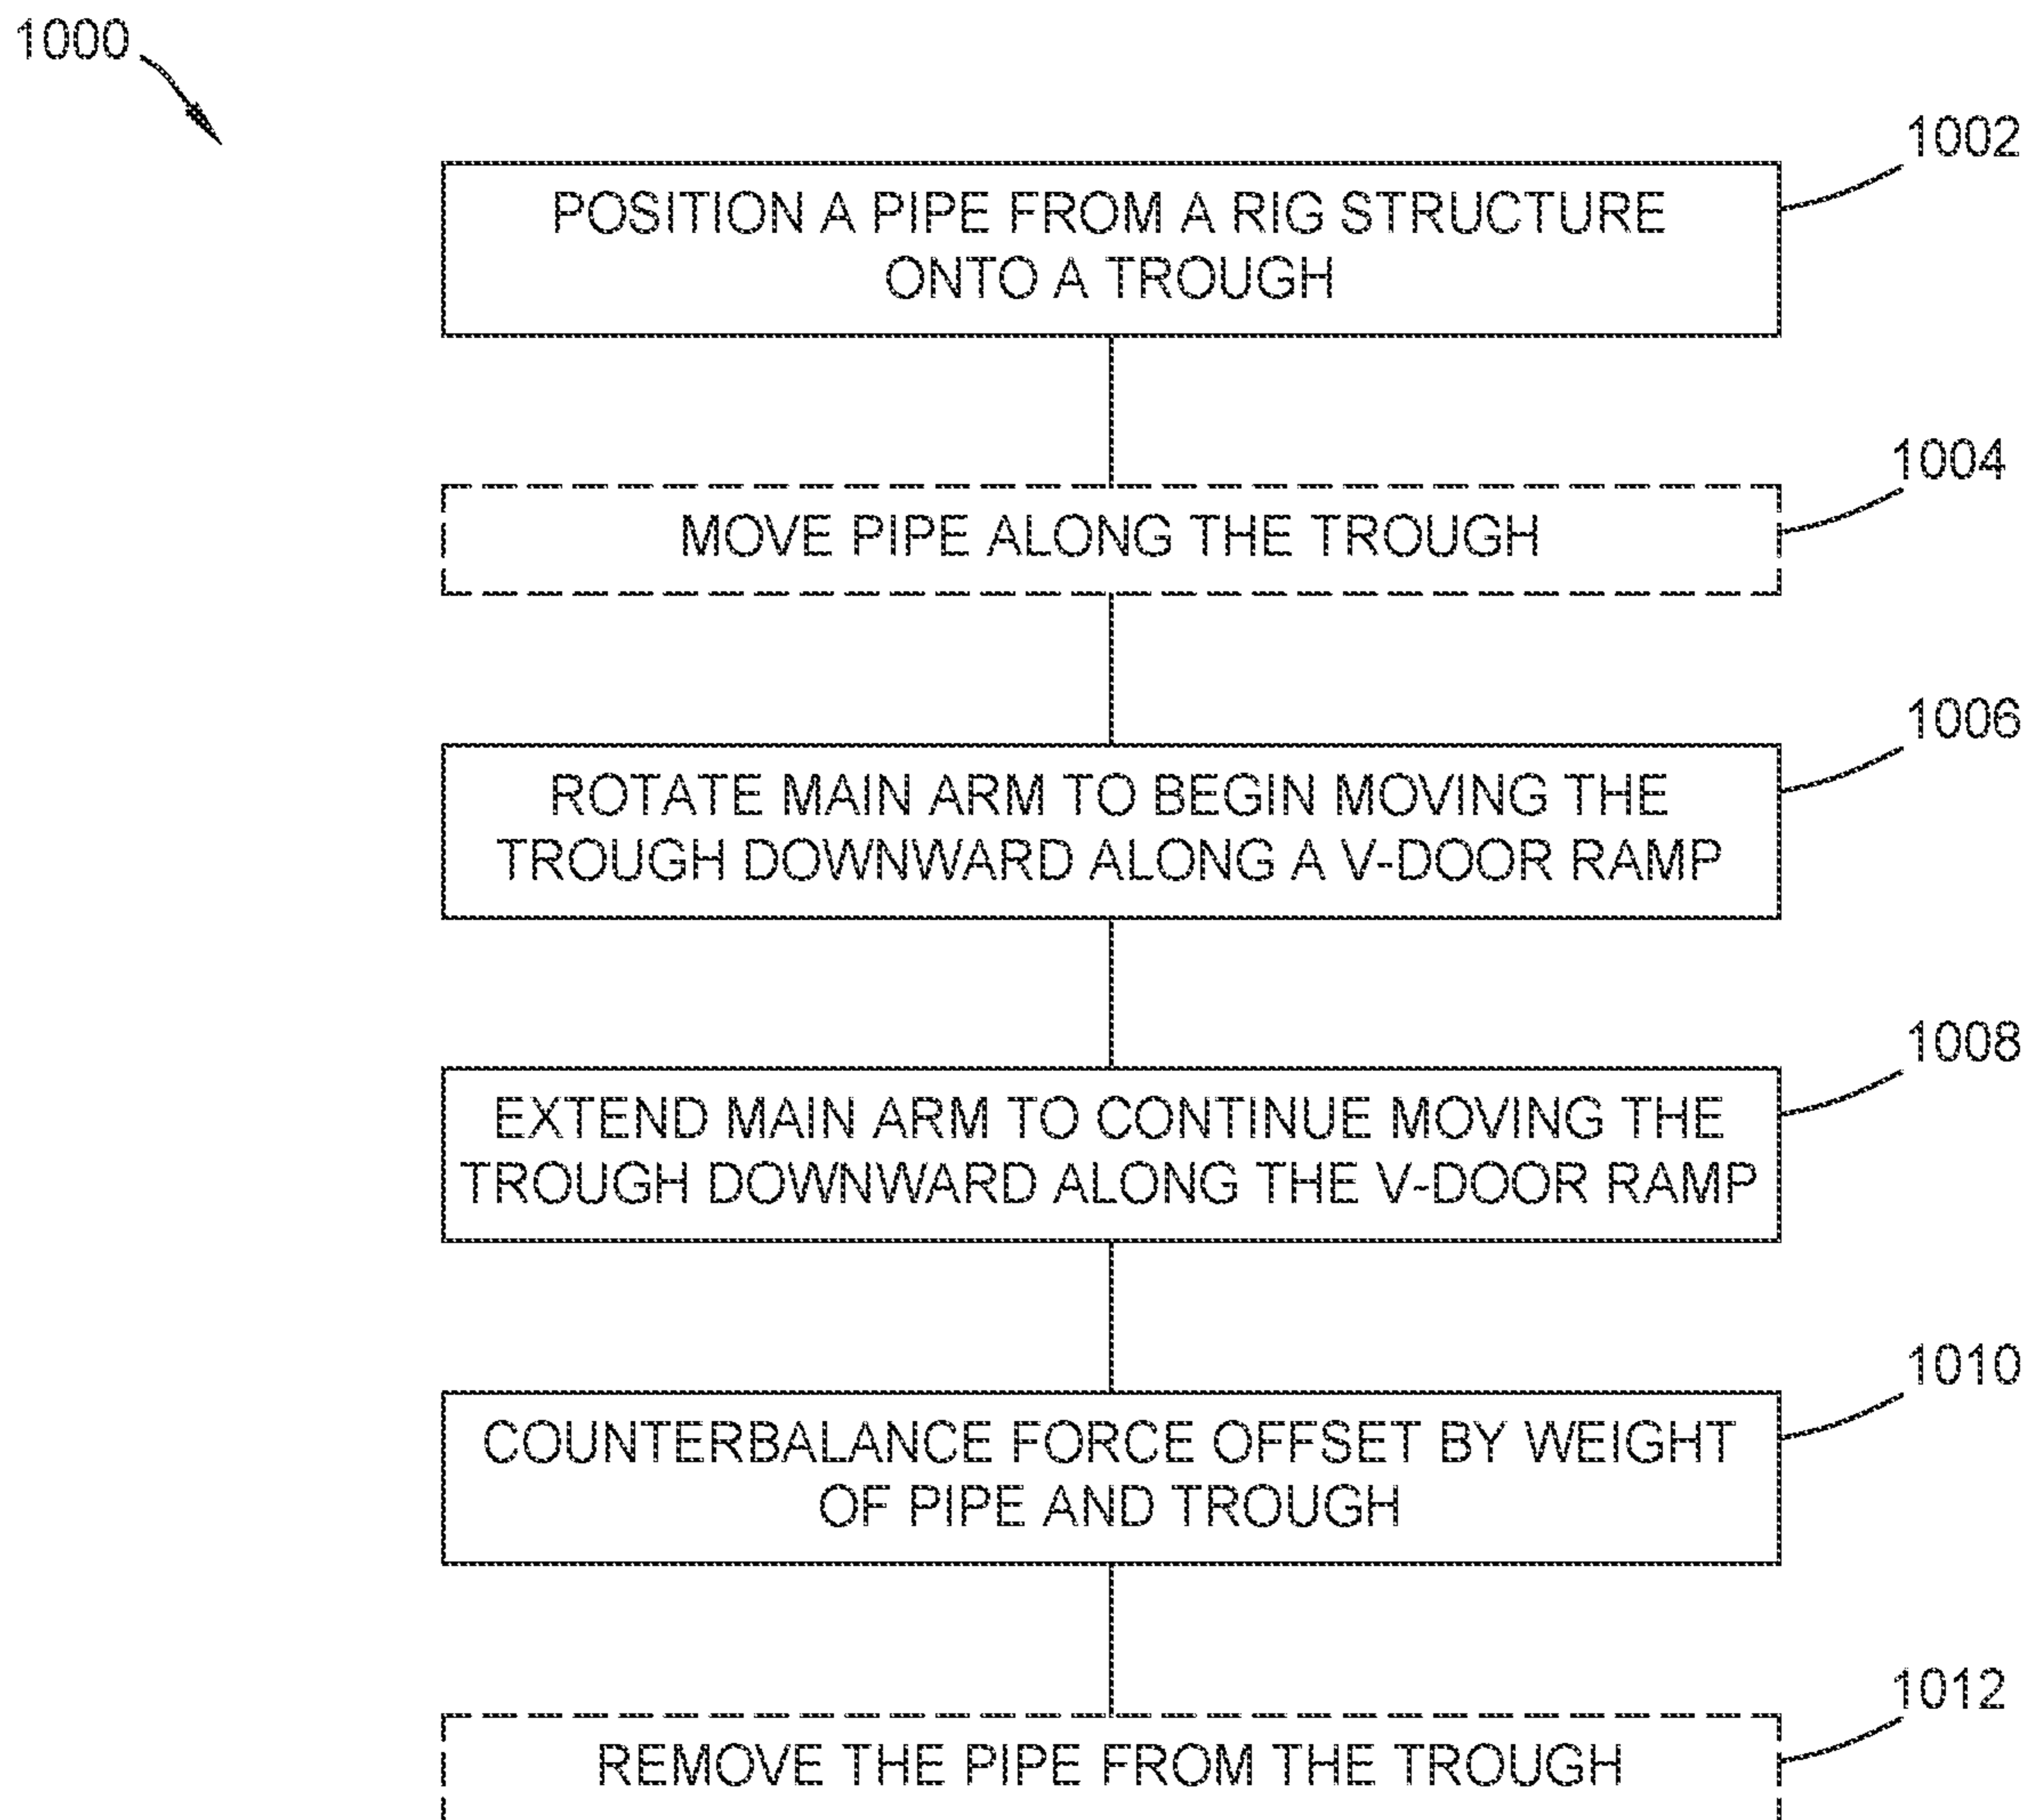 1000
1002
POSITION A PIPE FROM A RIG STRUCTURE
ONTO A TROUGH
1004
MOVE PIPE ALONG THE TROUGH
1006
ROTATE MAIN ARM TO BEGIN MOVING THE
TROUGH DOWNWARD ALONG A V-DOOR RAMP
1008
EXTEND MAIN ARM TO CONTINUE MOVING THE
TROUGH DOWNWARD ALONG THE V-DOOR RAMP
1010
COUNTERBALANCE FORCE OFFSET BY WEIGHT
OF PIPE AND TROUGH
1012
REMOVE THE PIPE FROM THE TROUGH